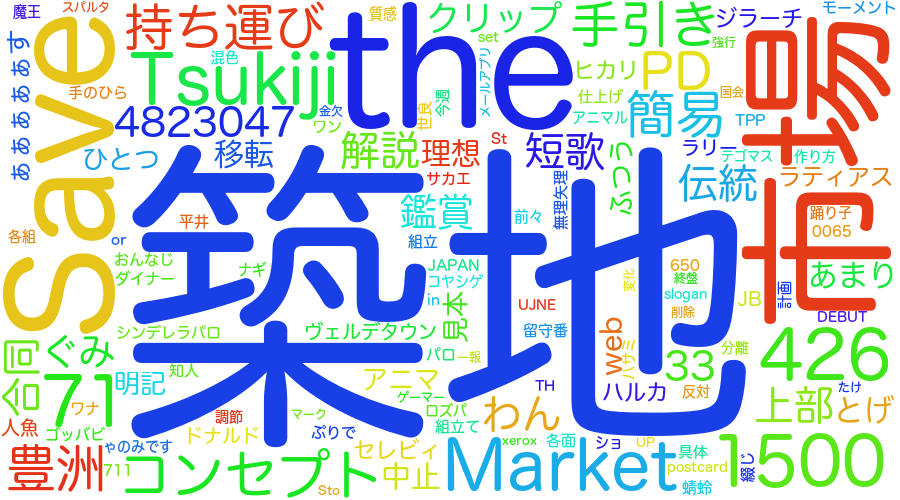 魔王
スパルタ
持ち運び
the
質感
クリップ
set
手引き
ジラーチ
モーメント
強行
市場
Save
ああああああす
手のひら
Tsukiji
混色
4823047
金欠
ワン
世良
今週
メールアプリ
ヒカリ
PD
仕上げ
アニマル
簡易
国会
TPP
ひとつ
移転
解説
理想
St
短歌
ラリー
テゴマス
作り方
サカエ
無理矢理
ふつう
伝統
ラティアス
築地
鑑賞
前々
平井
各組
or
組立
踊り子
0065
おんなじ
ダイナー
ナギ
JAPAN
コヤシゲ
in
見本
UJNE
650
終盤
変化
slogan
削除
あまり
計画
JB
DEBUT
シンデレラパロ
ヴェルデタウン
留守番
web
ハサミ
合同
ぐみ
知人
パロ
一報
33
分離
426
71
明記
アニマ
ゲーマー
TH
ハルカ
反対
たけ
ワナ
人魚
ゴッバビ
調節
マーク
ロズパ
組立て
わん
上部
とげ
ゃのみです
ドナルド
ぷりで
セレビィ
xerox
各面
ショ
UP
豊洲
711
コンセプト
Sto
中止
Market
具体
postcard
蜻蛉
綴じ
1500